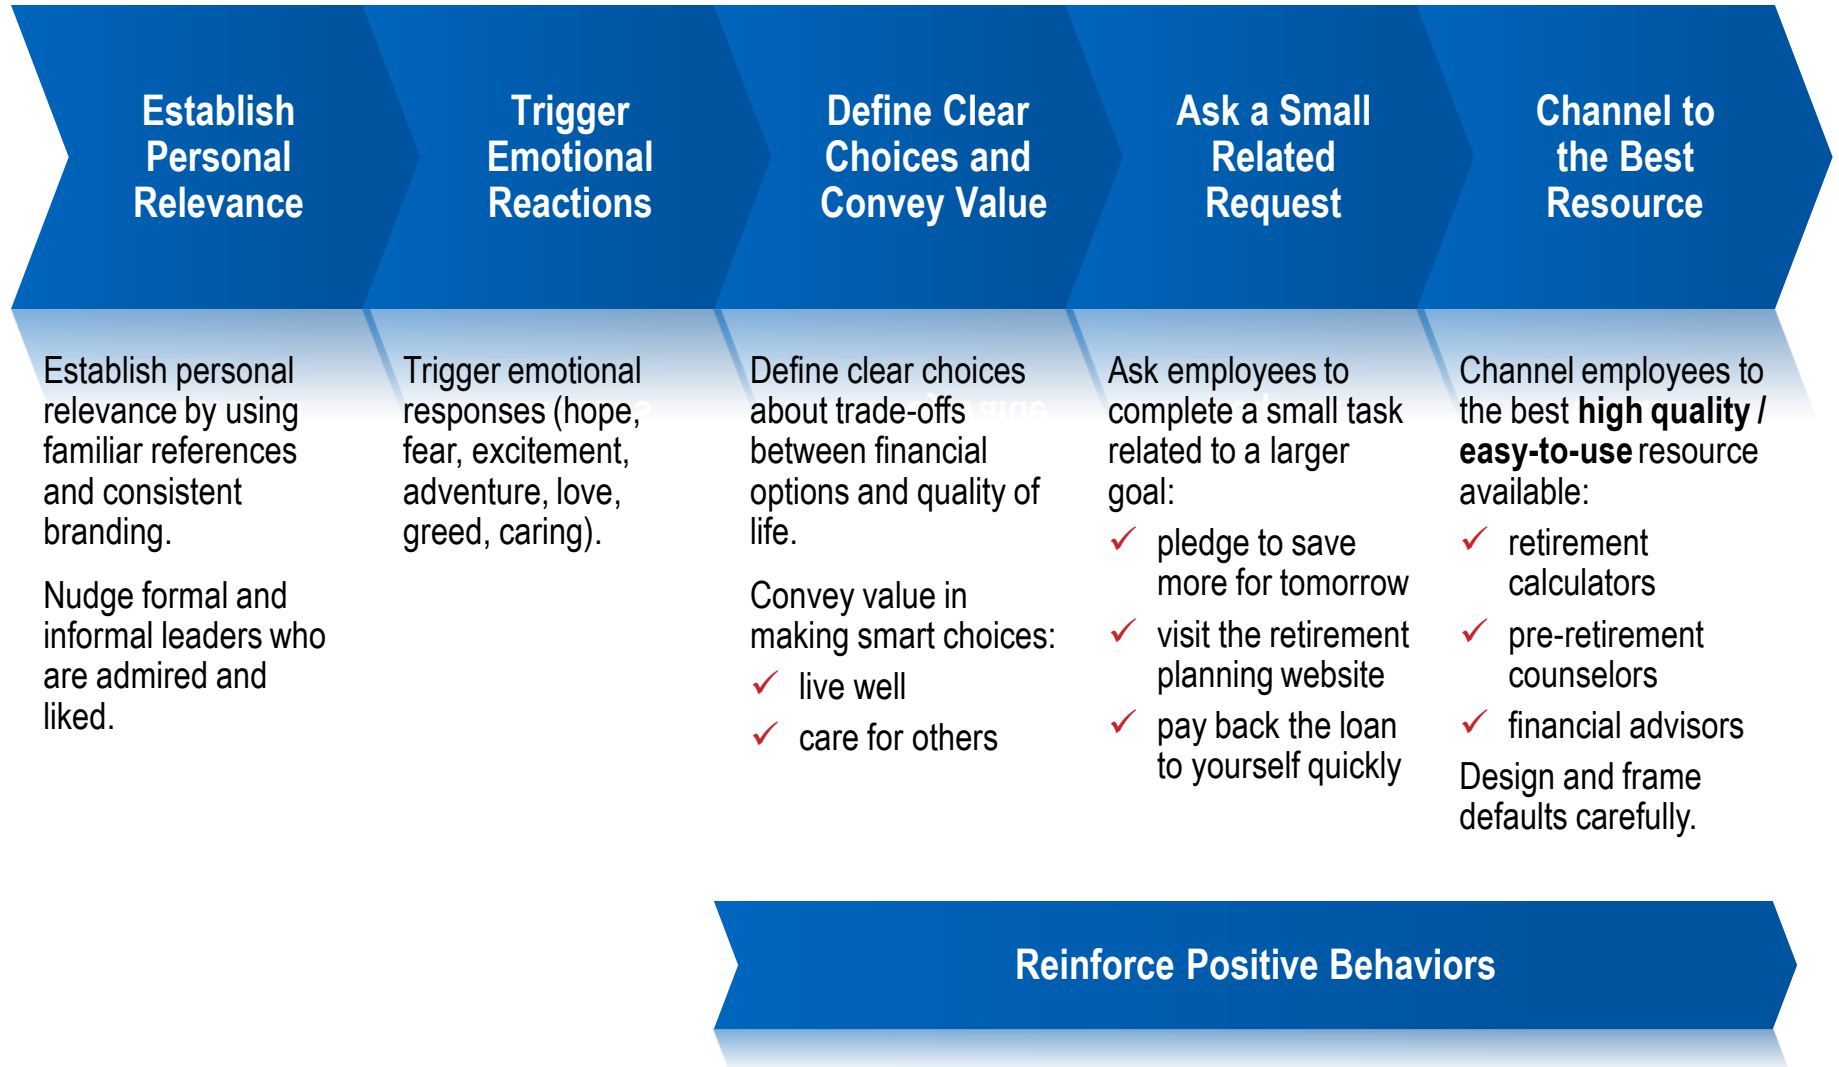 Establish
Personal
Relevance
Trigger
Emotional
Reactions
Define Clear
Choices and
Convey Value
Ask a Small
Related
Request
Channel to
the Best
Resource
Establish personal
relevance by using
familiar references
and consistent
branding.
Nudge formal and
informal leaders who
are admired and
liked.
Trigger emotional
responses (hope,
fear, excitement,
adventure, love,
greed, caring).
Define clear choices
about trade-offs
between financial
options and quality of
life.
Convey value in
making smart choices:
✓ live well
✓ care for others
Ask employees to
complete a small task
related to a larger
goal:
✓ pledge to save
more for tomorrow
✓ visit the retirement
planning website
✓ pay back the loan
to yourself quickly
Channel employees to
the best high quality /
easy-to-use resource
available:
✓ retirement
calculators
✓ pre-retirement
counselors
✓ financial advisors
Design and frame
defaults carefully.
Reinforce Positive Behaviors